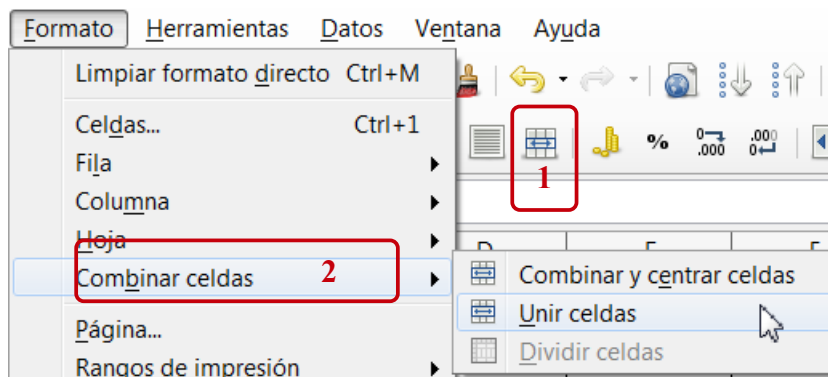 Formato Herramientas Datos Ventana Ayuda
Limpiar formato directo Ctrl+M
Celdas... Ctrl+1
Fila
Columna
Hoja
Combinar celdas 2
Página...
Rangos de impresión
1
% 0 .000 .000 0
D E F
Combinar y centrar celdas
Unir celdas
Dividir celdas